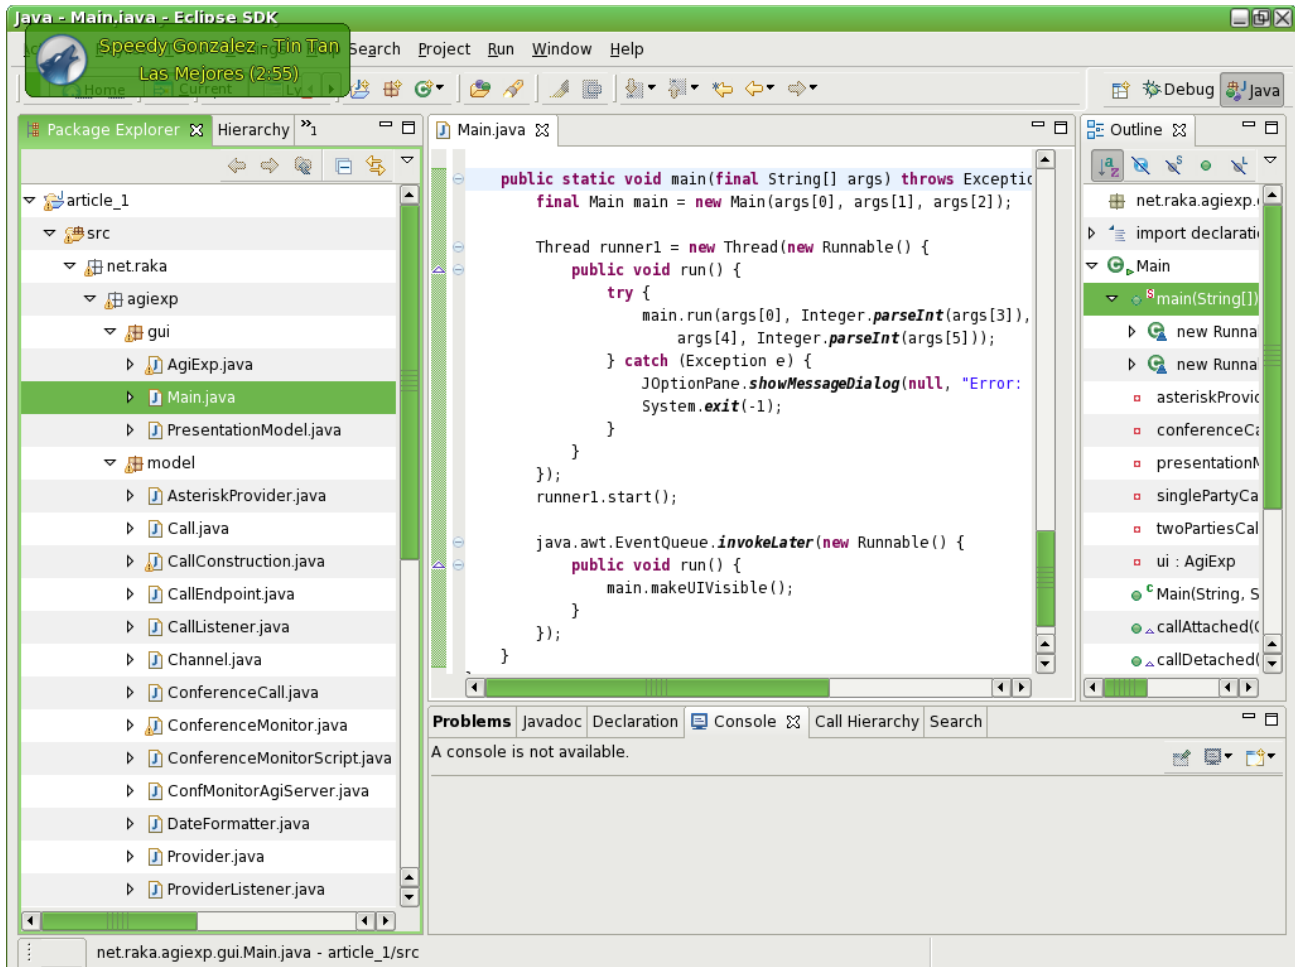 Java - Main.java - Eclipse SDK
Speedy Gonzalez - Tin Tan
Las Mejores (2:55)
Search Project Run Window Help
Home Current
Debug Java
Package Explorer Hierarchy »1
Main.java
Outline
article_1
src
net.raka
agiexp
gui
AgiExp.java
Main.java
PresentationModel.java
model
AsteriskProvider.java
Call.java
CallConstruction.java
CallEndpoint.java
CallListener.java
Channel.java
ConferenceCall.java
ConferenceMonitor.java
ConferenceMonitorScript.java
ConfMonitorAgiServer.java
DateFormatter.java
Provider.java
ProviderListener.java
public static void main(final String[] args) throws Exceptio
final Main main = new Main(args[0], args[1], args[2]);
Thread runner1 = new Thread(new Runnable() {
public void run() {
try {
main.run(args[0], Integer.parseInt(args[3]),
args[4], Integer.parseInt(args[5]));
} catch (Exception e) {
JOptionPane.showMessageDialog(null, "Error:
System.exit(-1);
}
}
});
runner1.start();
java.awt.EventQueue.invokeLater(new Runnable() {
public void run() {
main.makeUIVisible();
}
});
}
net.raka.agiexp.
import declarati
Main
main(String[])
new Runna
new Runna
asteriskProvid
conferenceCa
presentationM
singlePartyCa
twoPartiesCal
ui : AgiExp
Main(String, S
callAttached(
callDetached(
Problems Javadoc Declaration Console Call Hierarchy Search
A console is not available.
net.raka.agiexp.gui.Main.java - article_1/src